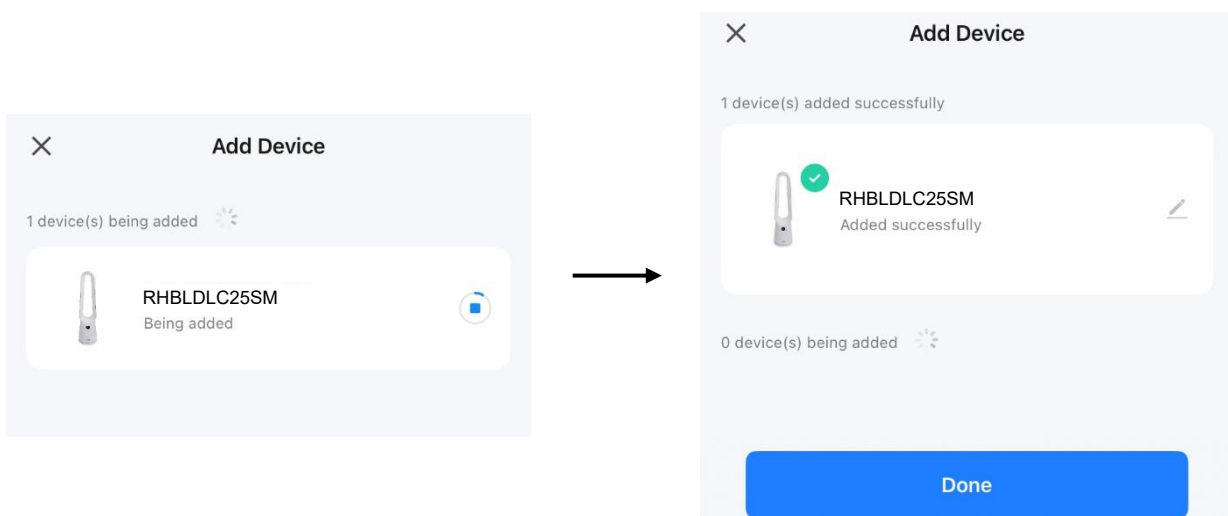 Add Device
1 device(s) being added
RHBLDLC25SM
Being added
Add Device
1 device(s) added successfully
RHBLDLC25SM
Added successfully
0 device(s) being added
Done